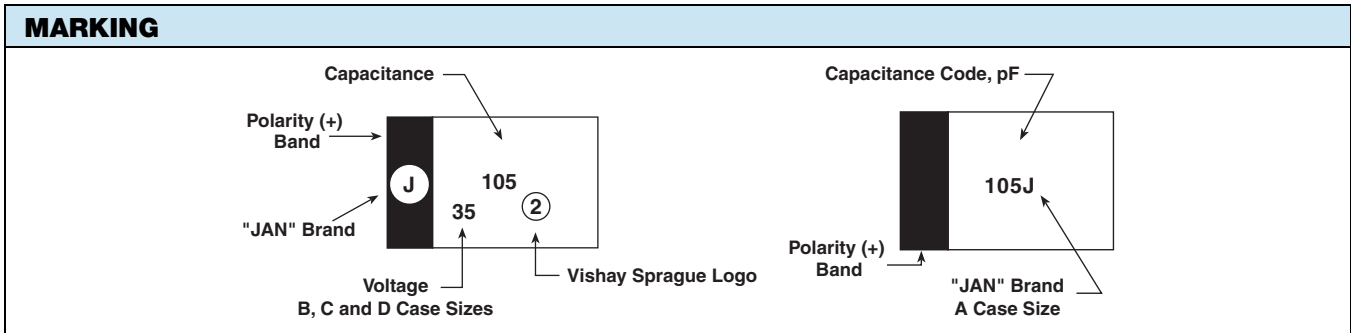 MARKING
Capacitance
Polarity (+)
Band
J
105
35
2
"JAN" Brand
Voltage
B, C and D Case Sizes
Vishay Sprague Logo
Capacitance Code, pF
105J
Polarity (+)
Band
"JAN" Brand
A Case Size